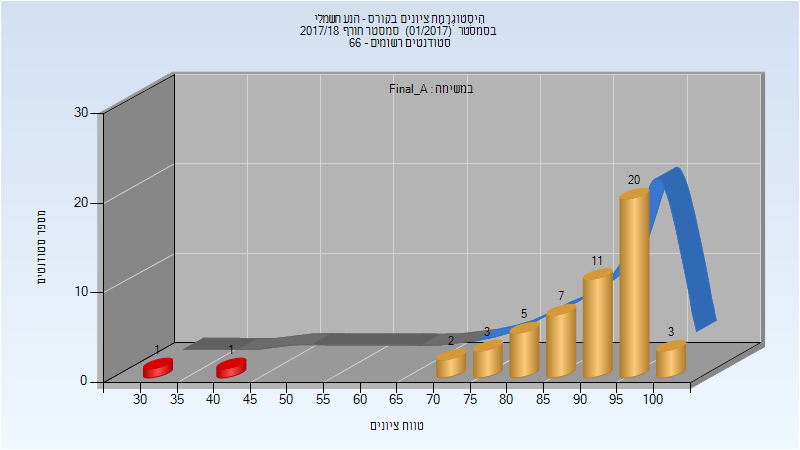 היסטוגרמת ציונים בקורס - הנע חשמלי
בסמסטר (01/2017) סמסטר חורף 2017/18
סטודנטים רשומים - 66
במשימה : Final_A
מספר סטודנטים
30
20
10
0
1
1
2
3
5
7
11
20
3
30 35 40 45 50 55 60 65 70 75 80 85 90 95 100
טווח ציונים